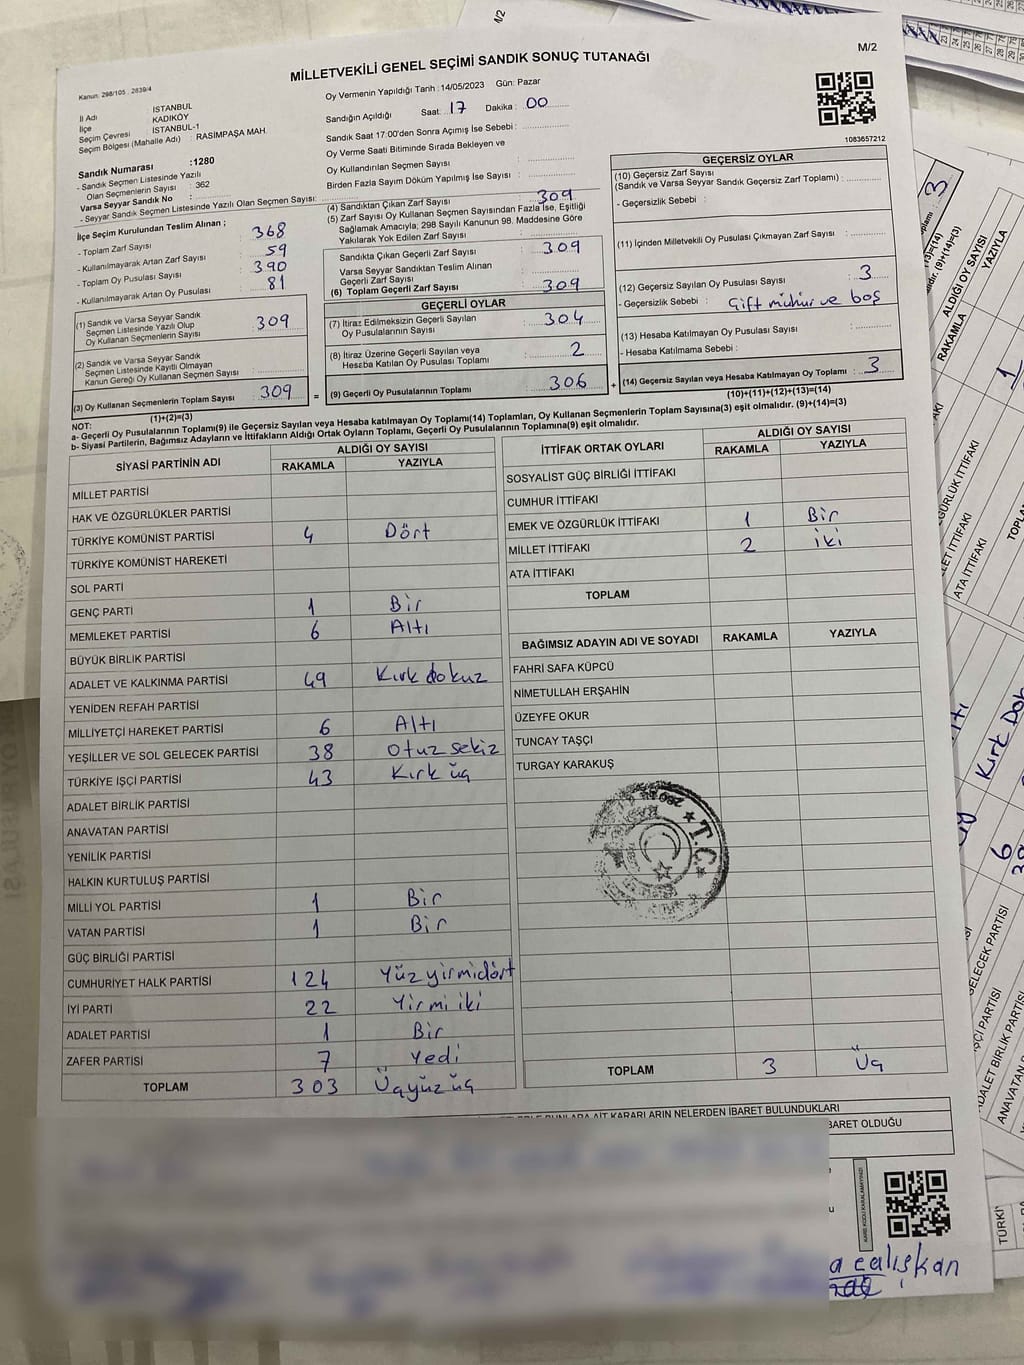 M/2
MİLLETVEKİLİ GENEL SEÇİMİ SANDIK SONUÇ TUTANAĞI
Kanun: 298/105 , 2839/4
Oy Vermenin Yapıldığı Tarih : 14/05/2023 Gün: Pazar
İl Adı : İSTANBUL
İlçe : KADIKÖY
Seçim Çevresi : İSTANBUL-1
Seçim Bölgesi (Mahalle Adı) : RASİMPAŞA MAH.
Sandığın Açıldığı Saat: 17 Dakika : 00
Sandık Saat 17:00'den Sonra Açımış İse Sebebi :
Oy Verme Saati Bitiminde Sırada Bekleyen ve
Oy Kullandırılan Seçmen Sayısı :
Birden Fazla Sayım Döküm Yapılmış İse Sayısı :
1083657212
Sandık Numarası :1280
- Sandık Seçmen Listesinde Yazılı
Olan Seçmenlerin Sayısı : 362
Varsa Seyyar Sandık No :
- Seyyar Sandık Seçmen Listesinde Yazılı Olan Seçmen Sayısı:
İlçe Seçim Kurulundan Teslim Alınan ;
- Toplam Zarf Sayısı : 368
- Kullanılmayarak Artan Zarf Sayısı : 59
- Toplam Oy Pusulası Sayısı : 390
- Kullanılmayarak Artan Oy Pusulası : 81
(1) Sandık ve Varsa Seyyar Sandık
Seçmen Listesinde Yazılı Olup
Oy Kullanan Seçmenlerin Sayısı : 309
(2) Sandık ve Varsa Seyyar Sandık
Seçmen Listesinde Kayıtlı Olmayan
Kanun Gereği Oy Kullanan Seçmen Sayısı :
(3) Oy Kullanan Seçmenlerin Toplam Sayısı : 309
(1)+(2)=(3)
(4) Sandıktan Çıkan Zarf Sayısı : 309
(5) Zarf Sayısı Oy Kullanan Seçmen Sayısından Fazla İse, Eşitliği
Sağlamak Amacıyla; 298 Sayılı Kanunun 98. Maddesine Göre
Yakılarak Yok Edilen Zarf Sayısı :
Sandıkta Çıkan Geçerli Zarf Sayısı : 309
Varsa Seyyar Sandıktan Teslim Alınan
Geçerli Zarf Sayısı :
(6) Toplam Geçerli Zarf Sayısı : 309
GEÇERLİ OYLAR
(7) İtiraz Edilmeksizin Geçerli Sayılan
Oy Pusulalarının Sayısı : 304
(8) İtiraz Üzerine Geçerli Sayılan veya
Hesaba Katılan Oy Pusulası Toplamı : 2
= (9) Geçerli Oy Pusulalarının Toplamı : 306 +
GEÇERSİZ OYLAR
(10) Geçersiz Zarf Sayısı
(Sandık ve Varsa Seyyar Sandık Geçersiz Zarf Toplamı) :
- Geçersizlik Sebebi :
(11) İçinden Milletvekili Oy Pusulası Çıkmayan Zarf Sayısı :
(12) Geçersiz Sayılan Oy Pusulası Sayısı : 3
- Geçersizlik Sebebi : Çift mühür ve boş
(13) Hesaba Katılmayan Oy Pusulası Sayısı :
- Hesaba Katılmama Sebebi :
(14) Geçersiz Sayılan veya Hesaba Katılmayan Oy Toplamı : 3
(10)+(11)+(12)+(13)=(14)
NOT:
a- Geçerli Oy Pusulalarının Toplamı(9) ile Geçersiz Sayılan veya Hesaba katılmayan Oy Toplamı(14) Toplamları, Oy Kullanan Seçmenlerin Toplam Sayısına(3) eşit olmalıdır. (9)+(14)=(3)
b- Siyasi Partilerin, Bağımsız Adayların ve İttifakların Aldığı Ortak Oyların Toplamı, Geçerli Oy Pusulalarının Toplamına(9) eşit olmalıdır.
SİYASİ PARTİNİN ADI ALDIĞI OY SAYISI
RAKAMLA YAZIYLA
MİLLET PARTİSİ
HAK VE ÖZGÜRLÜKLER PARTİSİ
TÜRKİYE KOMÜNİST PARTİSİ 4 Dört
TÜRKİYE KOMÜNİST HAREKETİ
SOL PARTİ
GENÇ PARTİ 1 Bir
MEMLEKET PARTİSİ 6 Altı
BÜYÜK BİRLİK PARTİSİ
ADALET VE KALKINMA PARTİSİ 49 Kırk dokuz
YENİDEN REFAH PARTİSİ
MİLLİYETÇİ HAREKET PARTİSİ 6 Altı
YEŞİLLER VE SOL GELECEK PARTİSİ 38 Otuz sekiz
TÜRKİYE İŞÇİ PARTİSİ 43 Kırk üç
ADALET BİRLİK PARTİSİ
ANAVATAN PARTİSİ
YENİLİK PARTİSİ
HALKIN KURTULUŞ PARTİSİ
MİLLİ YOL PARTİSİ 1 Bir
VATAN PARTİSİ 1 Bir
GÜÇ BİRLİĞİ PARTİSİ
CUMHURİYET HALK PARTİSİ 124 Yüz yirmidört
İYİ PARTİ 22 Yirmi iki
ADALET PARTİSİ 1 Bir
ZAFER PARTİSİ 7 Yedi
TOPLAM 303 Üçyüz üç
İTTİFAK ORTAK OYLARI ALDIĞI OY SAYISI
RAKAMLA YAZIYLA
SOSYALİST GÜÇ BİRLİĞİ İTTİFAKI
CUMHUR İTTİFAKI
EMEK VE ÖZGÜRLÜK İTTİFAKI 1 Bir
MİLLET İTTİFAKI 2 İki
ATA İTTİFAKI
TOPLAM
BAĞIMSIZ ADAYIN ADI VE SOYADI RAKAMLA YAZIYLA
FAHRİ SAFA KÜPCÜ
NİMETULLAH ERŞAHİN
ÜZEYFE OKUR
TUNCAY TAŞÇI
TURGAY KARAKUŞ
T.C.
TOPLAM 3 Üç
KARARLARIN NELERDEN İBARET BULUNDUKLARI
BARET OLDUĞU
KARE KODU KARALAMAYINIZ!
çalışkan